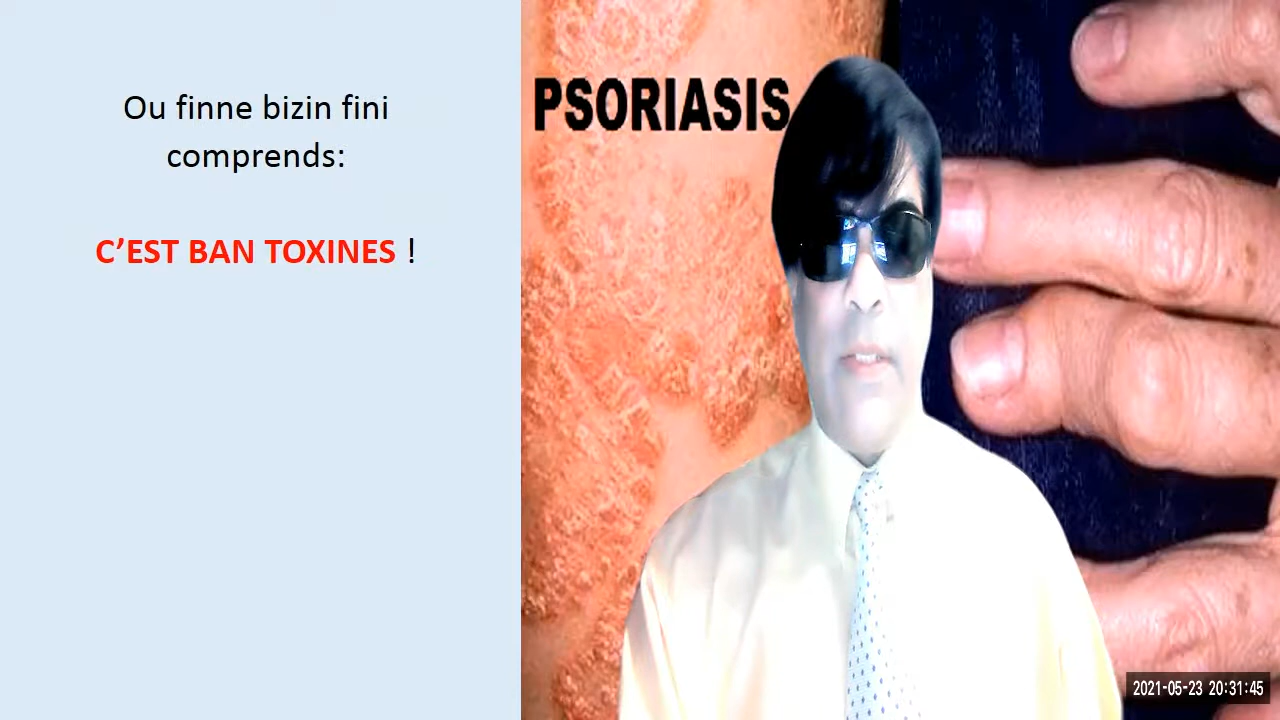 Ou finne bizin fini
comprends:
C’EST BAN TOXINES !
PSORIASIS
2021-05-23 20:31:45